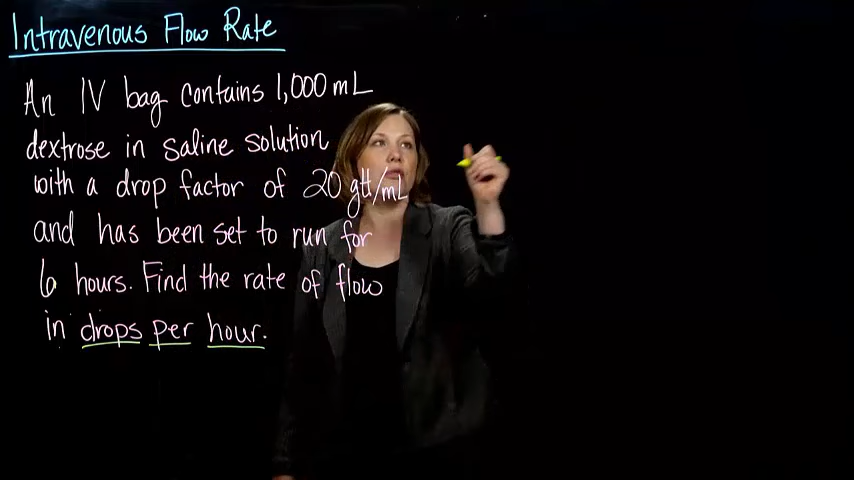 Intravenous Flow Rate
An IV bag contains 1,000 mL
dextrose in saline solution
with a drop factor of 20 gtt/mL
and has been set to run for
6 hours. Find the rate of flow
in drops per hour.